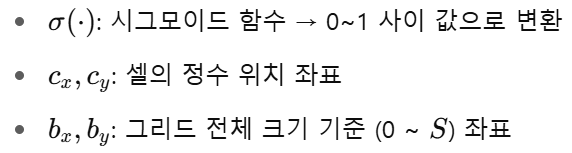 • σ(·): 시그모이드 함수 → 0~1 사이 값으로 변환
• cₓ, c_y: 셀의 정수 위치 좌표
• bₓ, b_y: 그리드 전체 크기 기준 (0 ~ S) 좌표